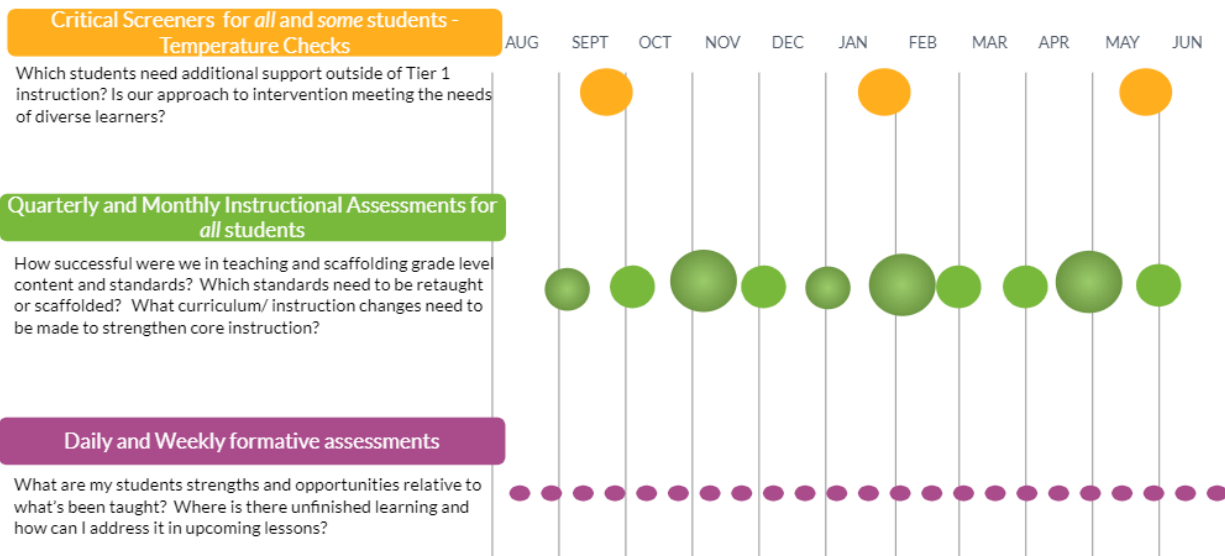 Critical Screeners for all and some students -
Temperature Checks
AUG SEPT OCT NOV DEC JAN FEB MAR APR MAY JUN
Which students need additional support outside of Tier 1
instruction? Is our approach to intervention meeting the needs
of diverse learners?
Quarterly and Monthly Instructional Assessments for
all students
How successful were we in teaching and scaffolding grade level
content and standards? Which standards need to be retaught
or scaffolded? What curriculum/ instruction changes need to
be made to strengthen core instruction?
Daily and Weekly formative assessments
What are my students strengths and opportunities relative to
what's been taught? Where is there unfinished learning and
how can I address it in upcoming lessons?